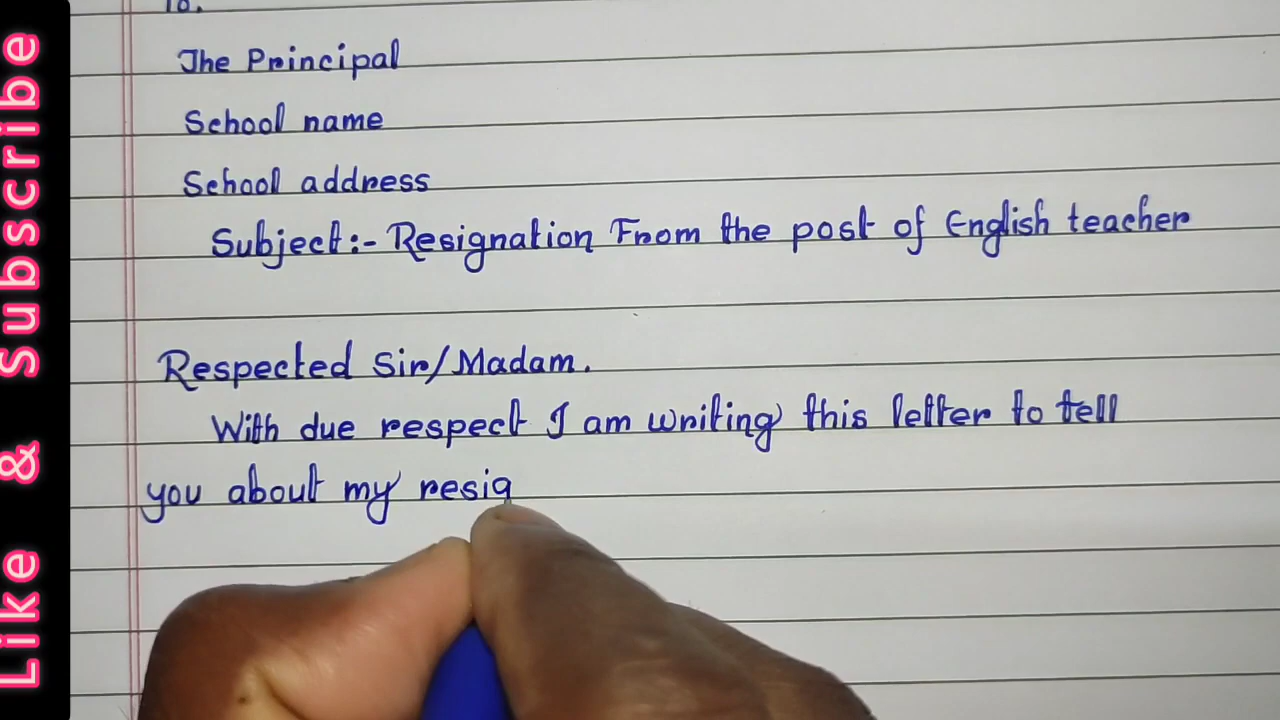 To.
The Principal
School name
School address
Subject:- Resignation From the post of English teacher
Respected Sir/Madam.
With due respect I am writing this letter to tell
you about my resig
Like & Subscribe